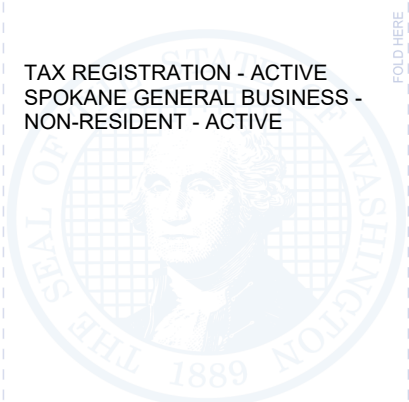 FOLD HERE
TAX REGISTRATION - ACTIVE
SPOKANE GENERAL BUSINESS -
NON-RESIDENT - ACTIVE
THE SEAL OF THE STATE OF WASHINGTON
1889